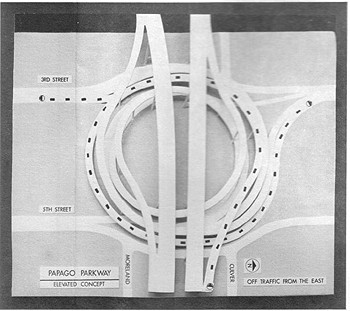 3RD STREET
5TH STREET
PAPAGO PARKWAY
ELEVATED CONCEPT
MORELAND
CULVER
OFF TRAFFIC FROM THE EAST